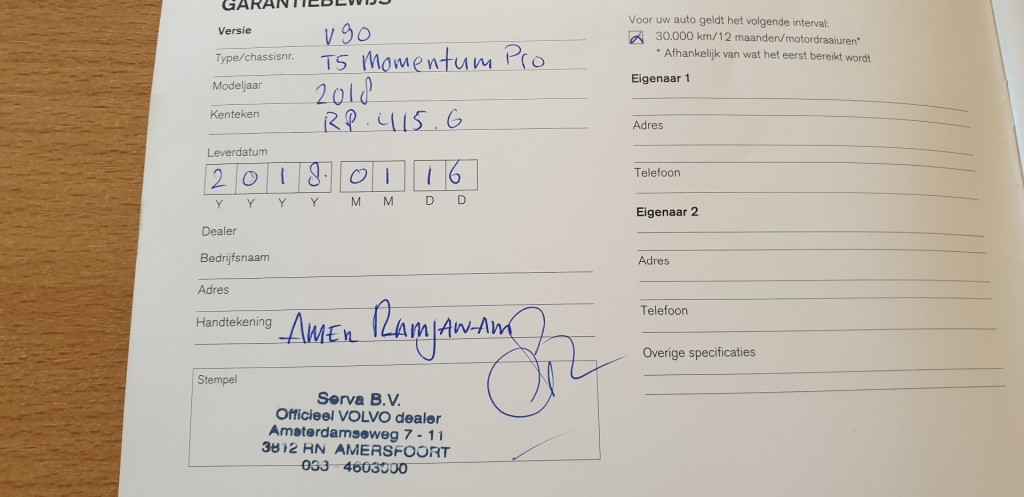 GARANTIEBEWIJS
Versie V90
Type/chassisnr. T5 Momentum Pro
Modeljaar 2018
Kenteken RP.415.G
Leverdatum
2 0 1 8. 0 1 1 6
Y Y Y Y M M D D
Dealer
Bedrijfsnaam
Adres
Handtekening AMER RAMJAWAN
Stempel
Serva B.V.
Officieel VOLVO dealer
Amsterdamseweg 7 - 11
3812 RN AMERSFOORT
033 4603000
Voor uw auto geldt het volgende interval:
30.000 km/12 maanden/motordraaiuren*
* Afhankelijk van wat het eerst bereikt wordt
Eigenaar 1
Adres
Telefoon
Eigenaar 2
Adres
Telefoon
Overige specificaties